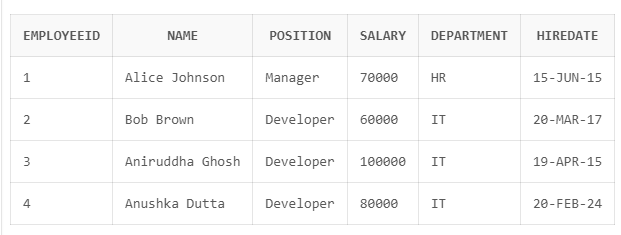 EMPLOYEEID NAME POSITION SALARY DEPARTMENT HIREDATE
1 Alice Johnson Manager 70000 HR 15-JUN-15
2 Bob Brown Developer 60000 IT 20-MAR-17
3 Aniruddha Ghosh Developer 100000 IT 19-APR-15
4 Anushka Dutta Developer 80000 IT 20-FEB-24